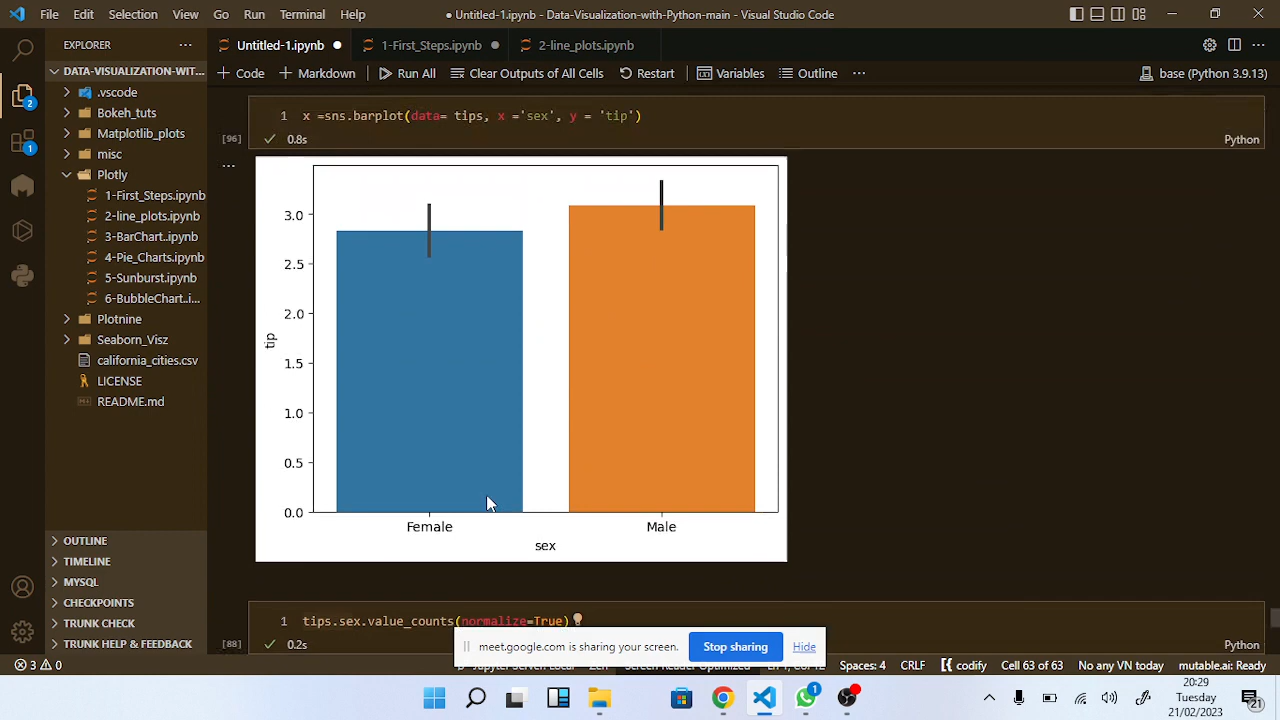 File Edit Selection View Go Run Terminal Help
● Untitled-1.ipynb - Data-Visualization-with-Python-main - Visual Studio Code
EXPLORER
Untitled-1.ipynb
1-First_Steps.ipynb
2-line_plots.ipynb
DATA-VISUALIZATION-WIT...
Code
Markdown
Run All
Clear Outputs of All Cells
Restart
Variables
Outline
base (Python 3.9.13)
.vscode
Bokeh_tuts
Matplotlib_plots
misc
Plotly
1-First_Steps.ipynb
2-line_plots.ipynb
3-BarChart..ipynb
4-Pie_Charts.ipynb
5-Sunburst.ipynb
6-BubbleChart..i...
Plotnine
Seaborn_Visz
california_cities.csv
LICENSE
README.md
OUTLINE
TIMELINE
MYSQL
CHECKPOINTS
TRUNK CHECK
TRUNK HELP & FEEDBACK
1 x =sns.barplot(data= tips, x ='sex', y = 'tip')
[96] 0.8s Python
3.0
2.5
2.0
1.5
1.0
0.5
0.0
tip
Female Male
sex
1 tips.sex.value_counts(normalize=True)
[88] 0.2s Python
meet.google.com is sharing your screen. Stop sharing Hide
3 0
Screen Reader Optimized
Spaces: 4 CRLF codify Cell 63 of 63 No any VN today mutable.ai: Ready
2
1
1
20:29
Tuesday
21/02/2023
21